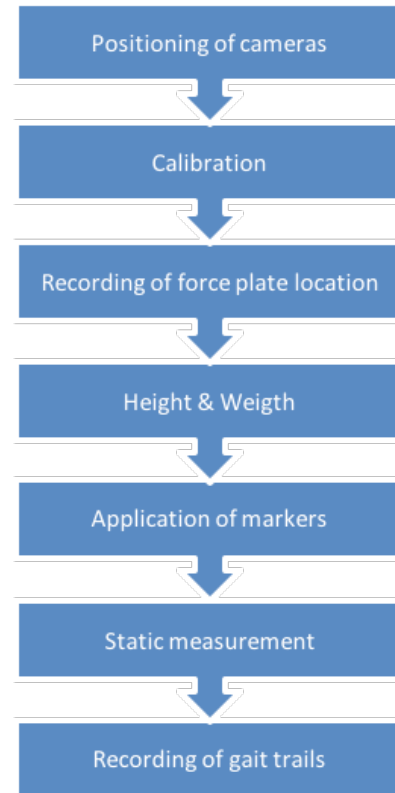 Positioning of cameras
Calibration
Recording of force plate location
Height & Weigth
Application of markers
Static measurement
Recording of gait trails